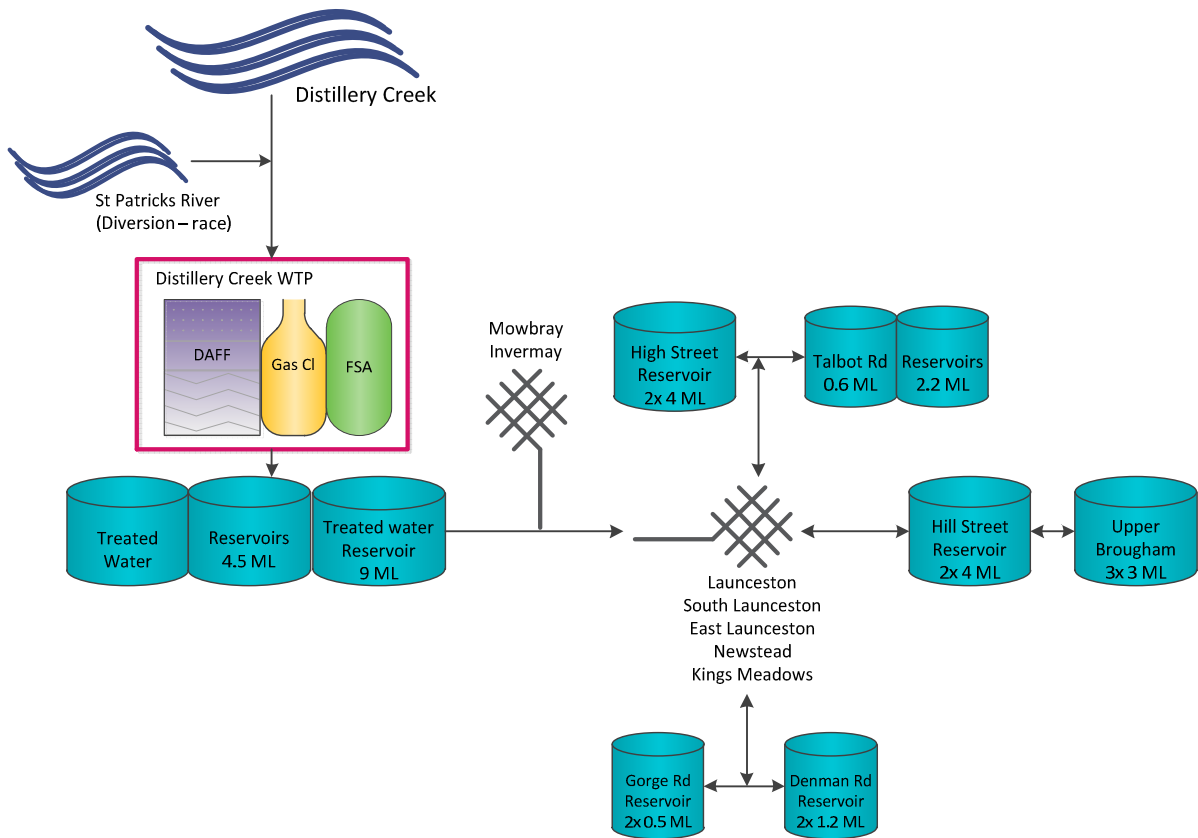 Distillery Creek
St Patricks River
(Diversion – race)
Distillery Creek WTP
DAFF
Gas Cl
FSA
Mowbray
Invermay
High Street
Reservoir
2x 4 ML
Talbot Rd
0.6 ML
Reservoirs
2.2 ML
Treated
Water
Reservoirs
4.5 ML
Treated water
Reservoir
9 ML
Hill Street
Reservoir
2x 4 ML
Upper
Brougham
3x 3 ML
Launceston
South Launceston
East Launceston
Newstead
Kings Meadows
Gorge Rd
Reservoir
2x 0.5 ML
Denman Rd
Reservoir
2x 1.2 ML